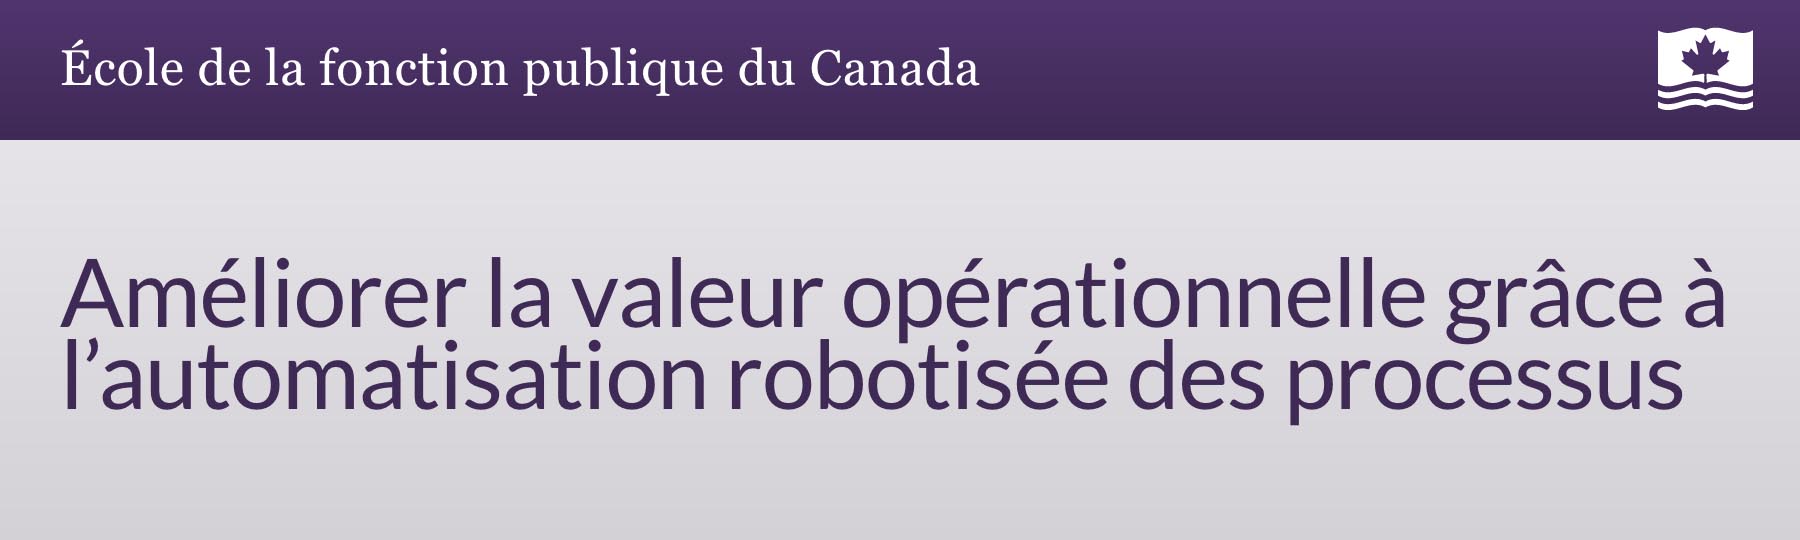 École de la fonction publique du Canada
Améliorer la valeur opérationnelle grâce à
l’automatisation robotisée des processus